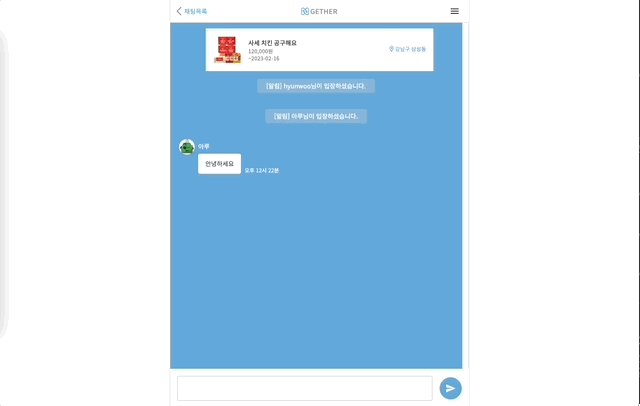 채팅목록
GETHER
사세 치킨 공구해요
120,000원
~2023-02-16
강남구 삼성동
[알림] hyunwoo님이 입장하셨습니다.
[알림] 아푸님이 입장하셨습니다.
아푸
안녕하세요
오후 12시 22분